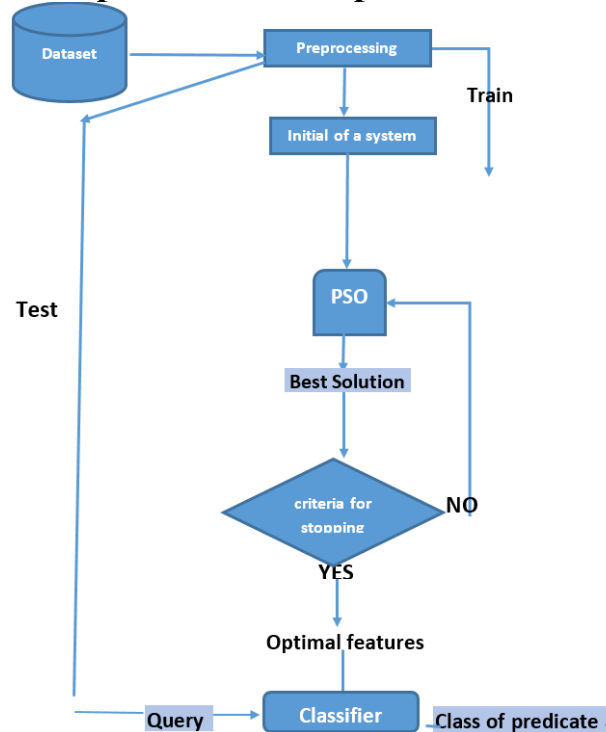 Dataset
Preprocessing
Train
Initial of a system
Test
PSO
Best Solution
criteria for
stopping
NO
YES
Optimal features
Query
Classifier
Class of predicate